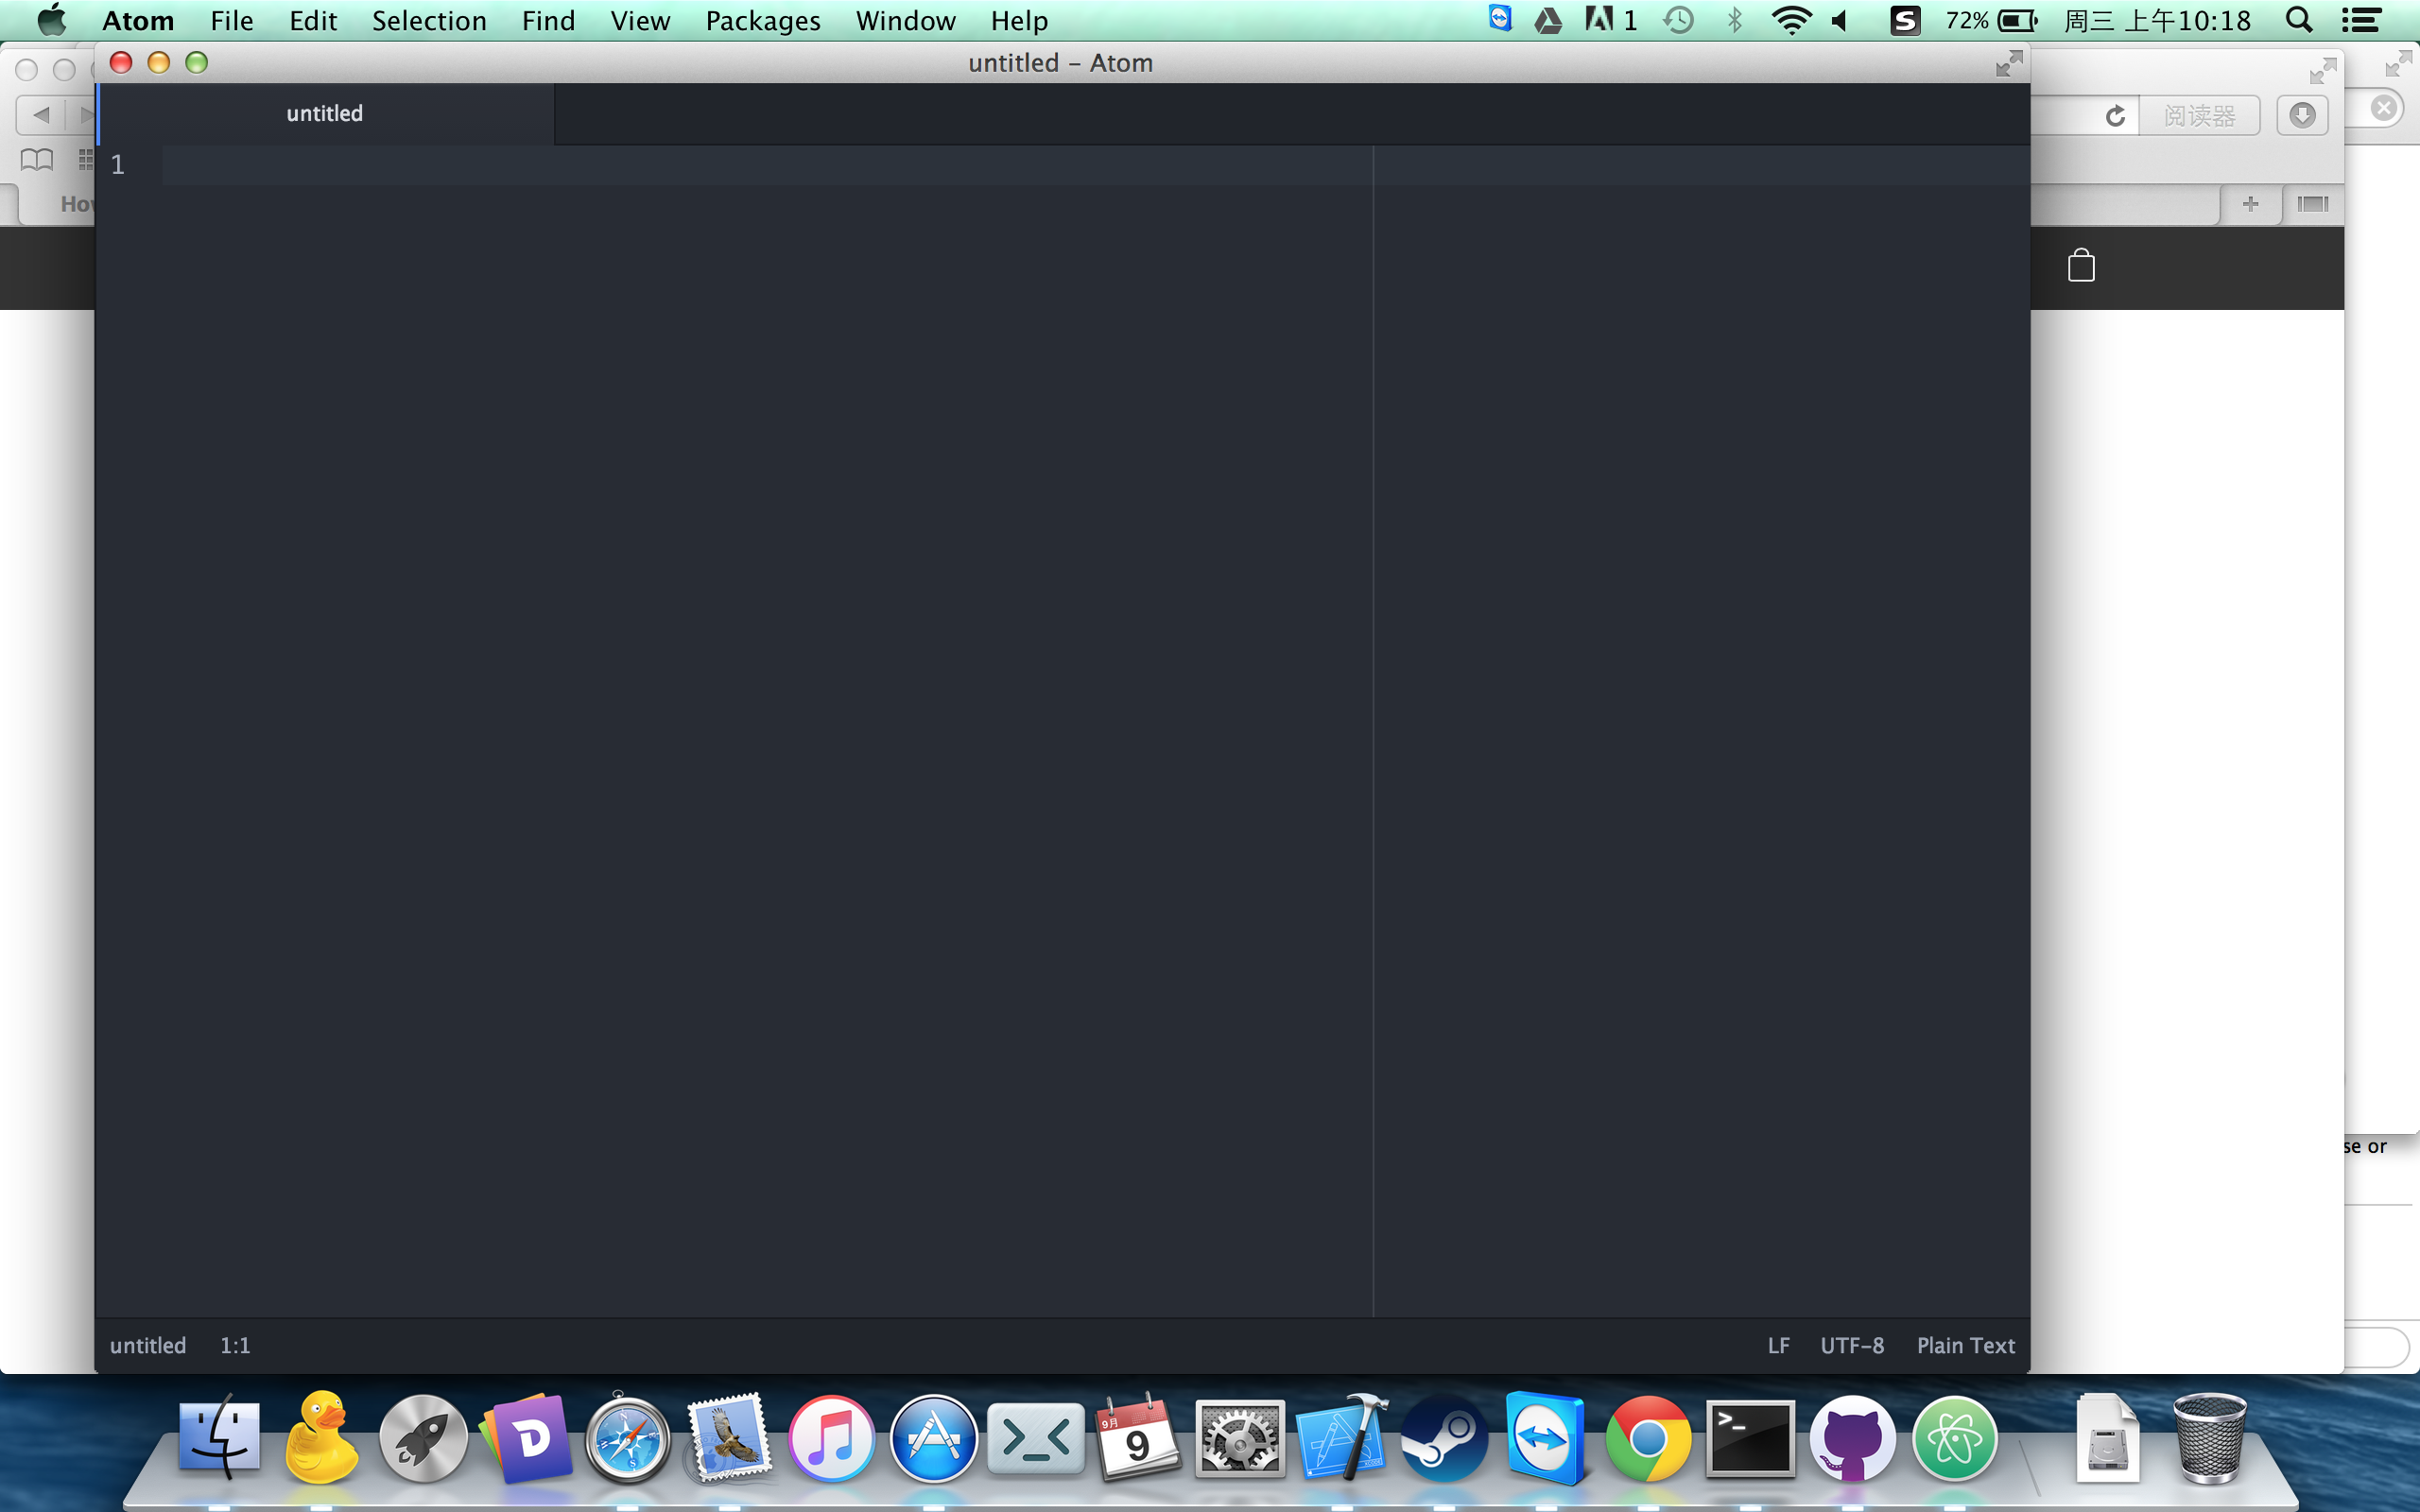 Atom File Edit Selection Find View Packages Window Help 1 72% 周三 上午10:18
untitled - Atom
untitled
阅读器
1
se or
untitled 1:1 LF UTF-8 Plain Text
9月
9